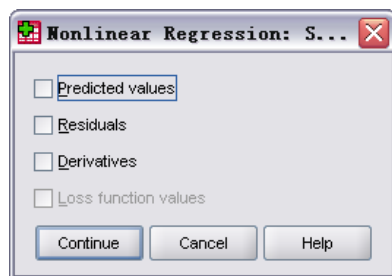 Nonlinear Regression: S...
Predicted values
Residuals
Derivatives
Loss function values
Continue Cancel Help